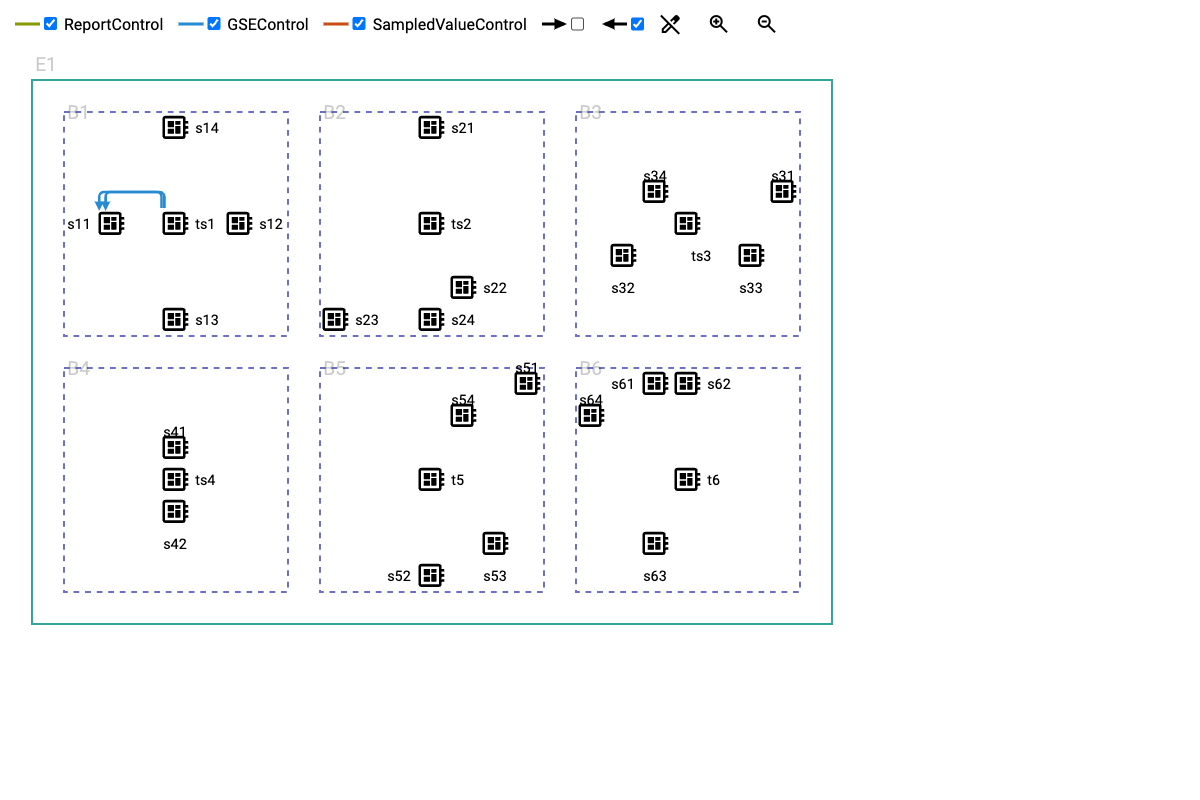 ReportControl GSEControl SampledValueControl
E1
B1 B2 B3
s14 s21
s34 s31
s11 ts1 s12 ts2
ts3
s22 s32 s33
s13 s23 s24
B4 B5 s51 B6
s61 s62
s54 s64
s41
ts4 t5 t6
s42
s52 s53 s63